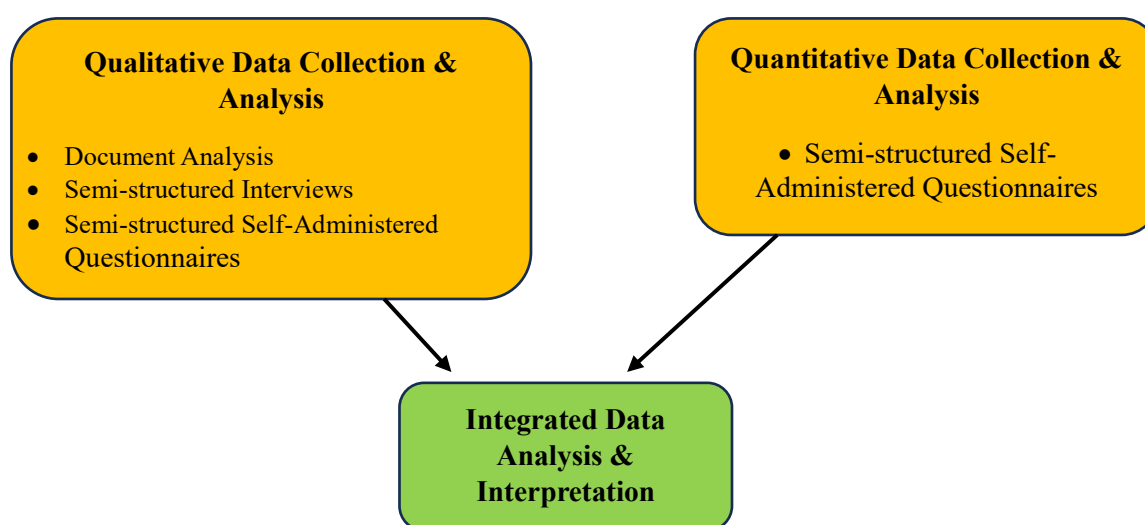 Qualitative Data Collection &
Analysis
• Document Analysis
• Semi-structured Interviews
• Semi-structured Self-Administered
Questionnaires
Quantitative Data Collection &
Analysis
• Semi-structured Self-
Administered Questionnaires
Integrated Data
Analysis &
Interpretation